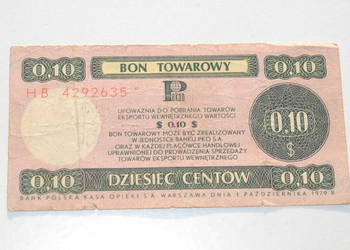 0,10 BON TOWAROWY 0,10
HB 4292635
PeKaO
UPOWAŻNIA DO POBRANIA TOWARÓW
EKSPORTU WEWNĘTRZNEGO WARTOŚCI
$ 0,10 $
BON TOWAROWY MOŻE BYĆ ZREALIZOWANY
W JEDNOSTCE BANKU PKO S.A.
ORAZ W KAŻDEJ PLACÓWCE HANDLOWEJ
UPRAWNIONEJ DO PROWADZENIA SPRZEDAŻY
TOWARÓW EKSPORTU WEWNĘTRZNEGO
0,10
$
0,10 DZIESIĘĆ CENTÓW 0,10
BANK POLSKA KASA OPIEKI S.A. WARSZAWA DNIA 1 PAŹDZIERNIKA 1979 R